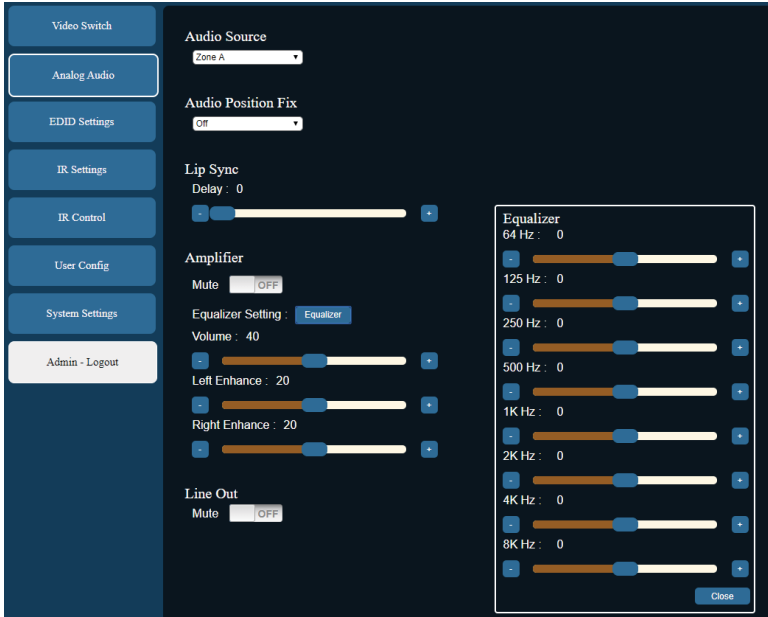 Video Switch
Analog Audio
EDID Settings
IR Settings
IR Control
User Config
System Settings
Admin - Logout
Audio Source
Zone A
Audio Position Fix
Off
Lip Sync
Delay : 0
- +
Amplifier
Mute OFF
Equalizer Setting : Equalizer
Volume : 40
- +
Left Enhance : 20
- +
Right Enhance : 20
- +
Line Out
Mute OFF
Equalizer
64 Hz : 0
- +
125 Hz : 0
- +
250 Hz : 0
- +
500 Hz : 0
- +
1K Hz : 0
- +
2K Hz : 0
- +
4K Hz : 0
- +
8K Hz : 0
- +
Close